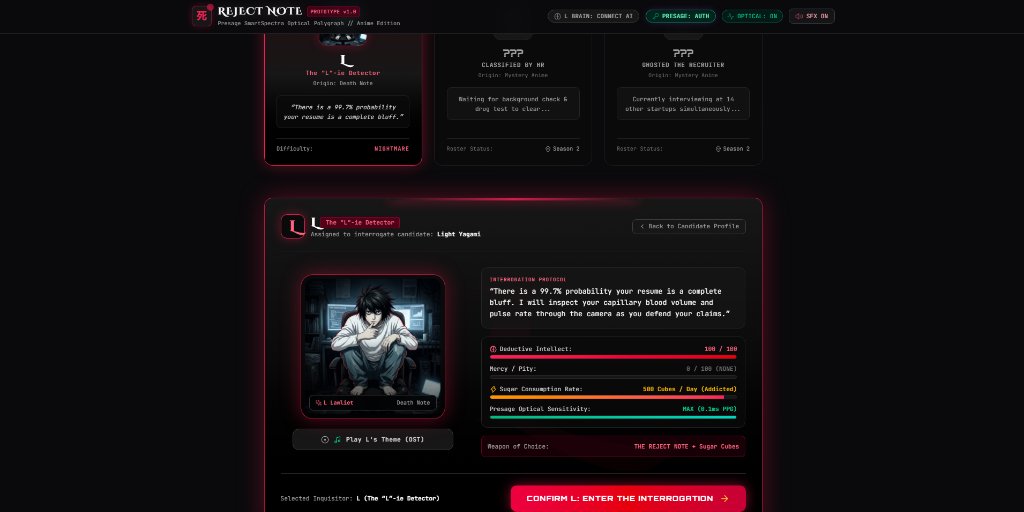 死
REJECT NOTE
PROTOTYPE v1.0
Presage SmartSpectra Optical Polygraph // Anime Edition
L BRAIN: CONNECT AI
PRESAGE: AUTH
OPTICAL: ON
SFX ON
L
The "L"-ie Detector
Origin: Death Note
"There is a 99.7% probability
your resume is a complete bluff."
Difficulty:
NIGHTMARE
???
CLASSIFIED BY HR
Origin: Mystery Anime
Waiting for background check &
drug test to clear...
Roster Status:
Season 2
???
GHOSTED THE RECRUITER
Origin: Mystery Anime
Currently interviewing at 14
other startups simultaneously...
Roster Status:
Season 2
L
L
The "L"-ie Detector
Assigned to interrogate candidate: Light Yagami
Back to Candidate Profile
L Lawliet
Death Note
Play L's Theme (OST)
INTERROGATION PROTOCOL
"There is a 99.7% probability your resume is a complete
bluff. I will inspect your capillary blood volume and
pulse rate through the camera as you defend your claims."
Deductive Intellect:
100 / 100
Mercy / Pity:
0 / 100 (NONE)
Sugar Consumption Rate:
500 Cubes / Day (Addicted)
Presage Optical Sensitivity:
MAX (0.1ms PPG)
Weapon of Choice:
THE REJECT NOTE + Sugar Cubes
Selected Inquisitor: L (The "L"-ie Detector)
CONFIRM L: ENTER THE INTERROGATION